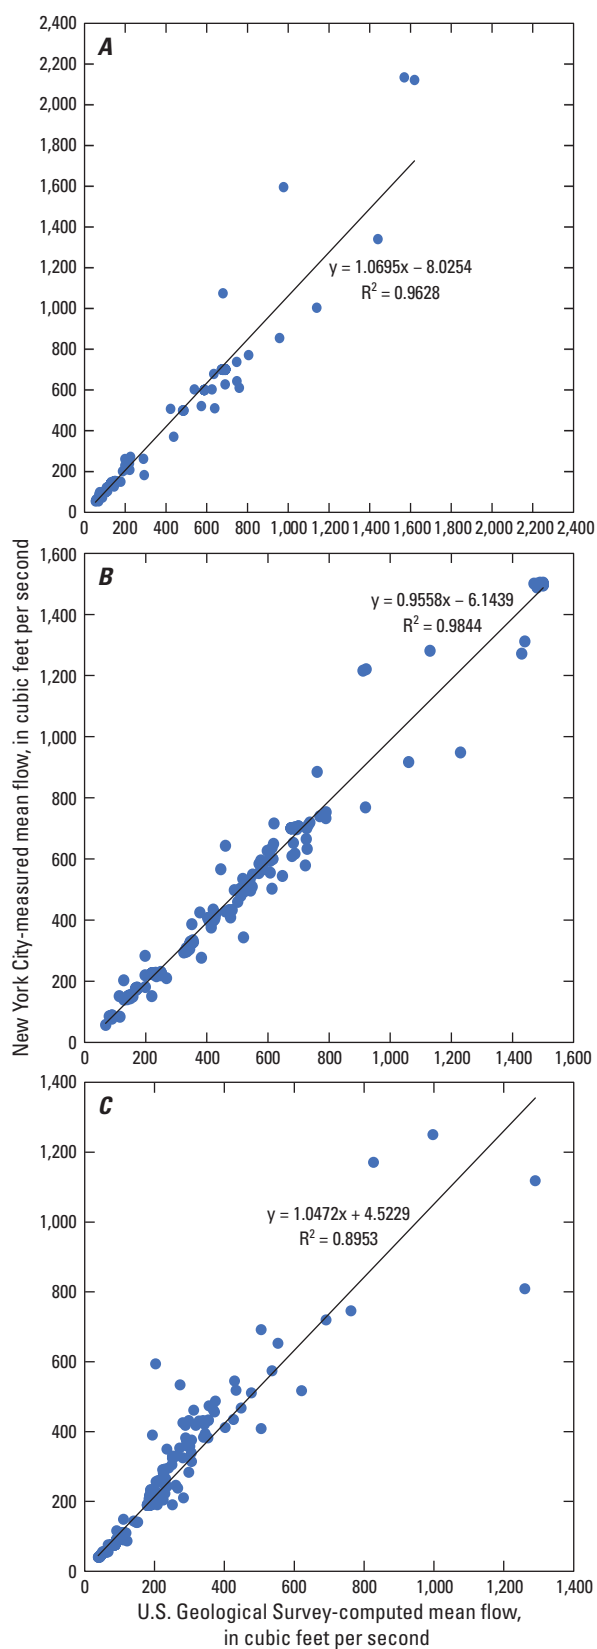 A
2,400
2,200
2,000
1,800
1,600
1,400
1,200
1,000
800
600
400
200
0
y = 1.0695x – 8.0254
R² = 0.9628
0 200 400 600 800 1,000 1,200 1,400 1,600 1,800 2,000 2,200 2,400
B
1,600
1,400
1,200
1,000
800
600
400
200
0
y = 0.9558x – 6.1439
R² = 0.9844
0 200 400 600 800 1,000 1,200 1,400 1,600
New York City-measured mean flow, in cubic feet per second
C
1,400
1,200
1,000
800
600
400
200
0
y = 1.0472x + 4.5229
R² = 0.8953
0 200 400 600 800 1,000 1,200 1,400
U.S. Geological Survey-computed mean flow,
in cubic feet per second